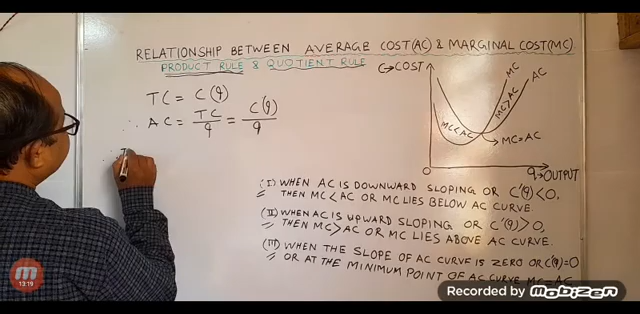 RELATIONSHIP BETWEEN AVERAGE COST(AC) & MARGINAL COST(MC)
PRODUCT RULE & QUOTIENT RULE
TC = C(q)
∴ AC = TC/q = C(q)/q
COST
MC
AC
MC<AC
MC>AC
MC=AC
O
q→OUTPUT
(I) WHEN AC IS DOWNWARD SLOPING OR C'(q)<0,
THEN MC<AC OR MC LIES BELOW AC CURVE.
(II) WHEN AC IS UPWARD SLOPING OR C'(q)>0,
THEN MC>AC OR MC LIES ABOVE AC CURVE.
(III) WHEN THE SLOPE OF AC CURVE IS ZERO OR C'(q)=0
OR AT THE MINIMUM POINT OF AC CURVE MC=AC
13:19
Recorded by MOBIZEN